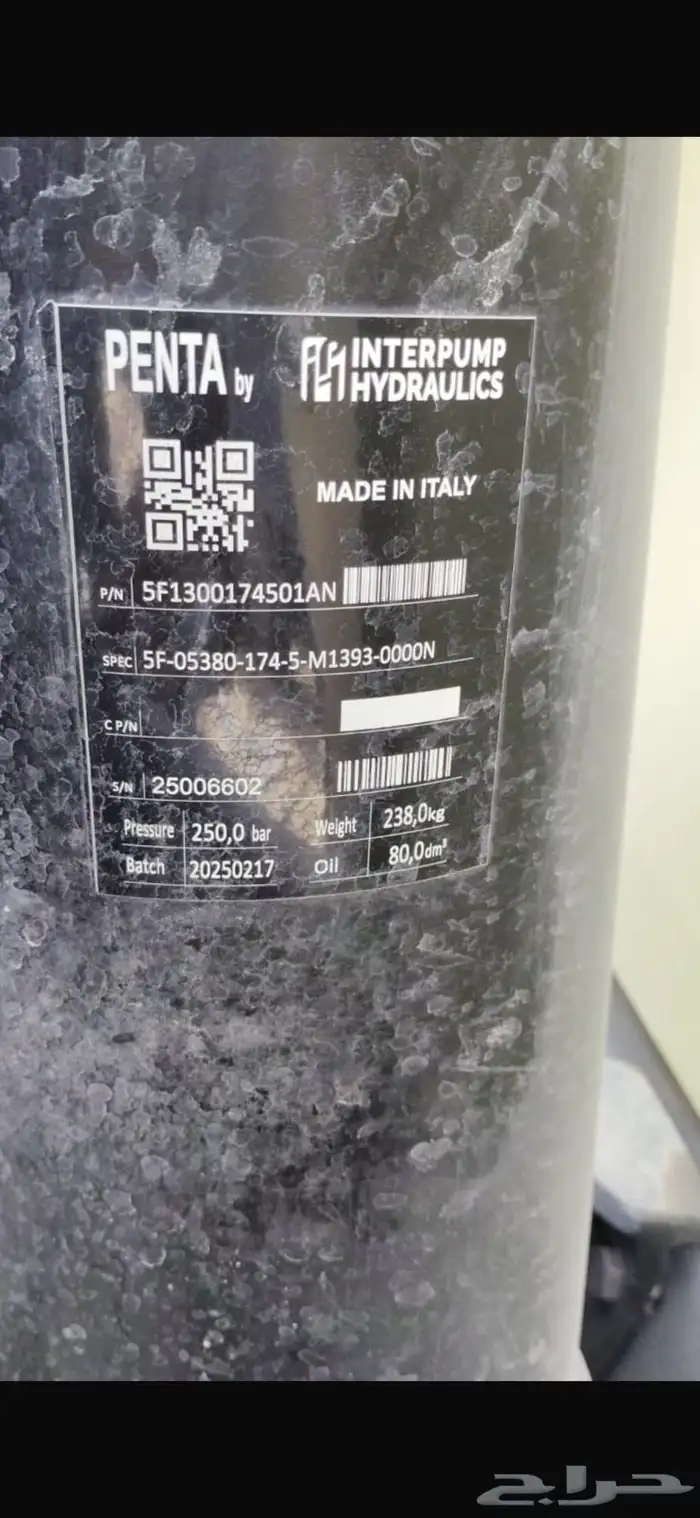 PENTA by INTERPUMP HYDRAULICS
MADE IN ITALY
P/N 5F1300174501AN
SPEC 5F-05380-174-5-M1393-0000N
C P/N
S/N 25006602
Pressure 250,0 bar Weight 238,0kg
Batch 20250217 Oil 80,0dm³
حراج